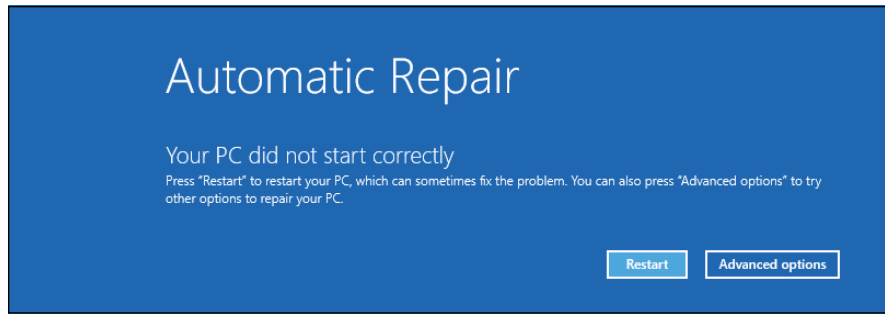 Automatic Repair
Your PC did not start correctly
Press "Restart" to restart your PC, which can sometimes fix the problem. You can also press "Advanced options" to try
other options to repair your PC.
Restart
Advanced options